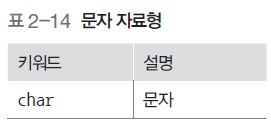 표 2-14 문자 자료형
키워드 설명
char 문자